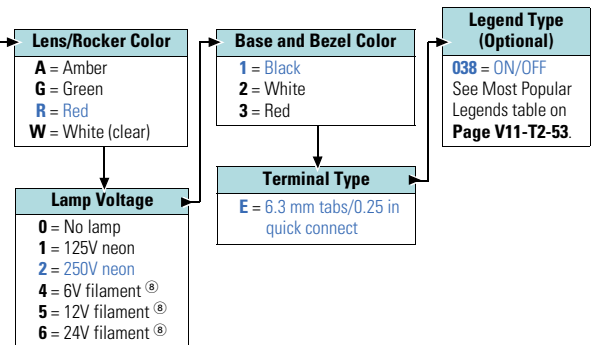 Lens/Rocker Color
A = Amber
G = Green
R = Red
W = White (clear)
Lamp Voltage
0 = No lamp
1 = 125V neon
2 = 250V neon
4 = 6V filament ⑧
5 = 12V filament ⑧
6 = 24V filament ⑧
Base and Bezel Color
1 = Black
2 = White
3 = Red
Terminal Type
E = 6.3 mm tabs/0.25 in
quick connect
Legend Type
(Optional)
038 = ON/OFF
See Most Popular
Legends table on
Page V11-T2-53.